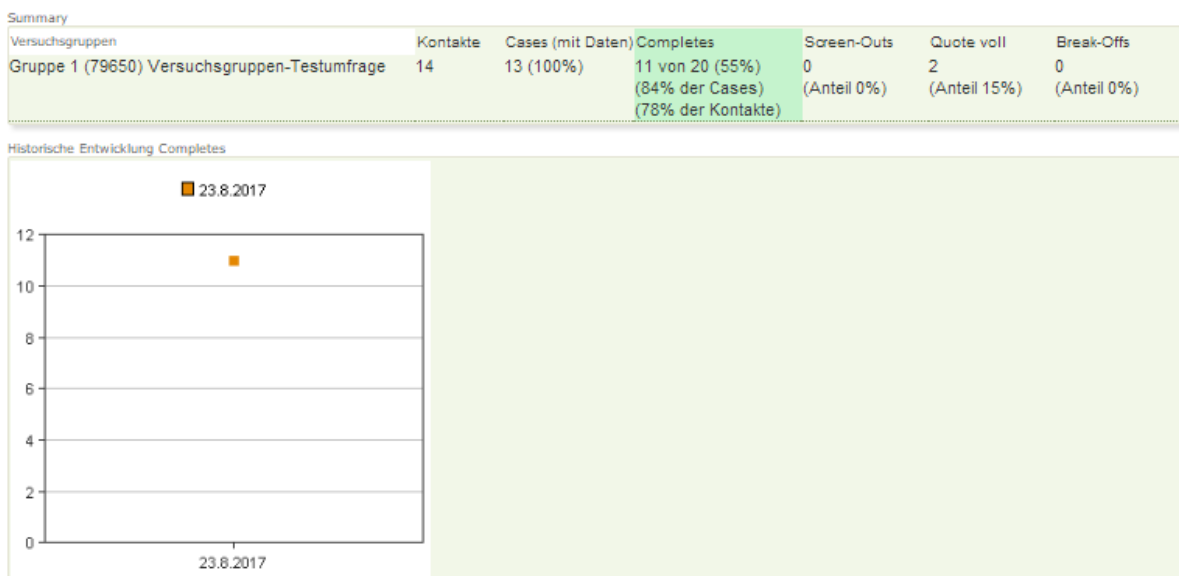 Summary
Versuchsgruppen Kontakte Cases (mit Daten) Completes Screen-Outs Quote voll Break-Offs
Gruppe 1 (79650) Versuchsgruppen-Testumfrage 14 13 (100%) 11 von 20 (55%) 0 2 0
(84% der Cases) (Anteil 0%) (Anteil 15%) (Anteil 0%)
(78% der Kontakte)
Historische Entwicklung Completes
23.8.2017
12
10
8
6
4
2
0
23.8.2017